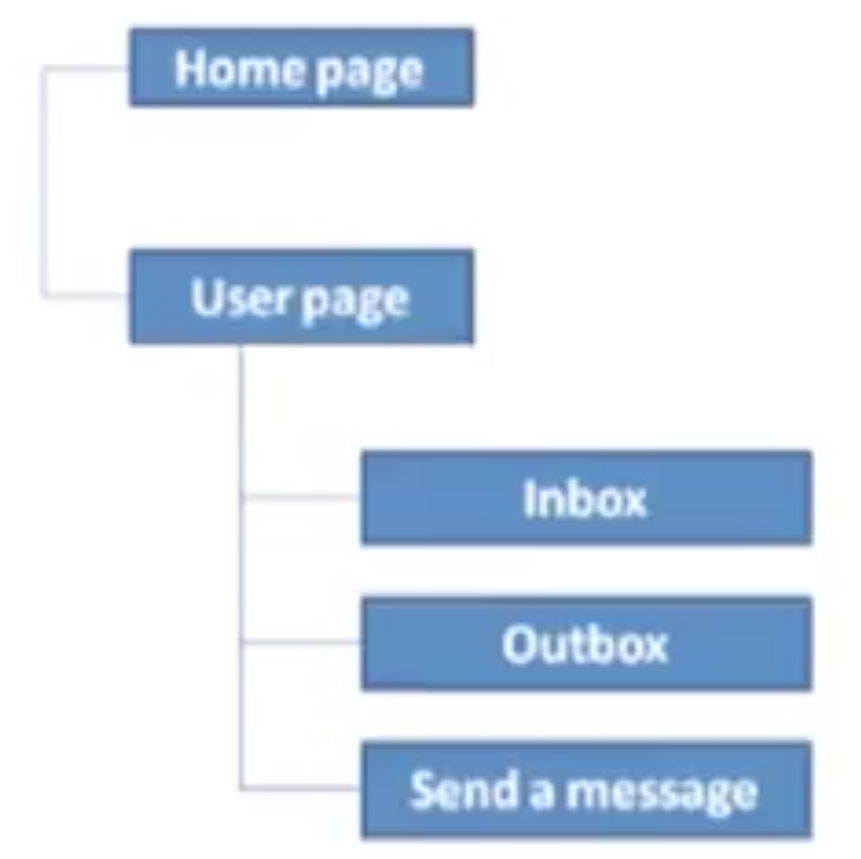 Home page
User page
Inbox
Outbox
Send a message